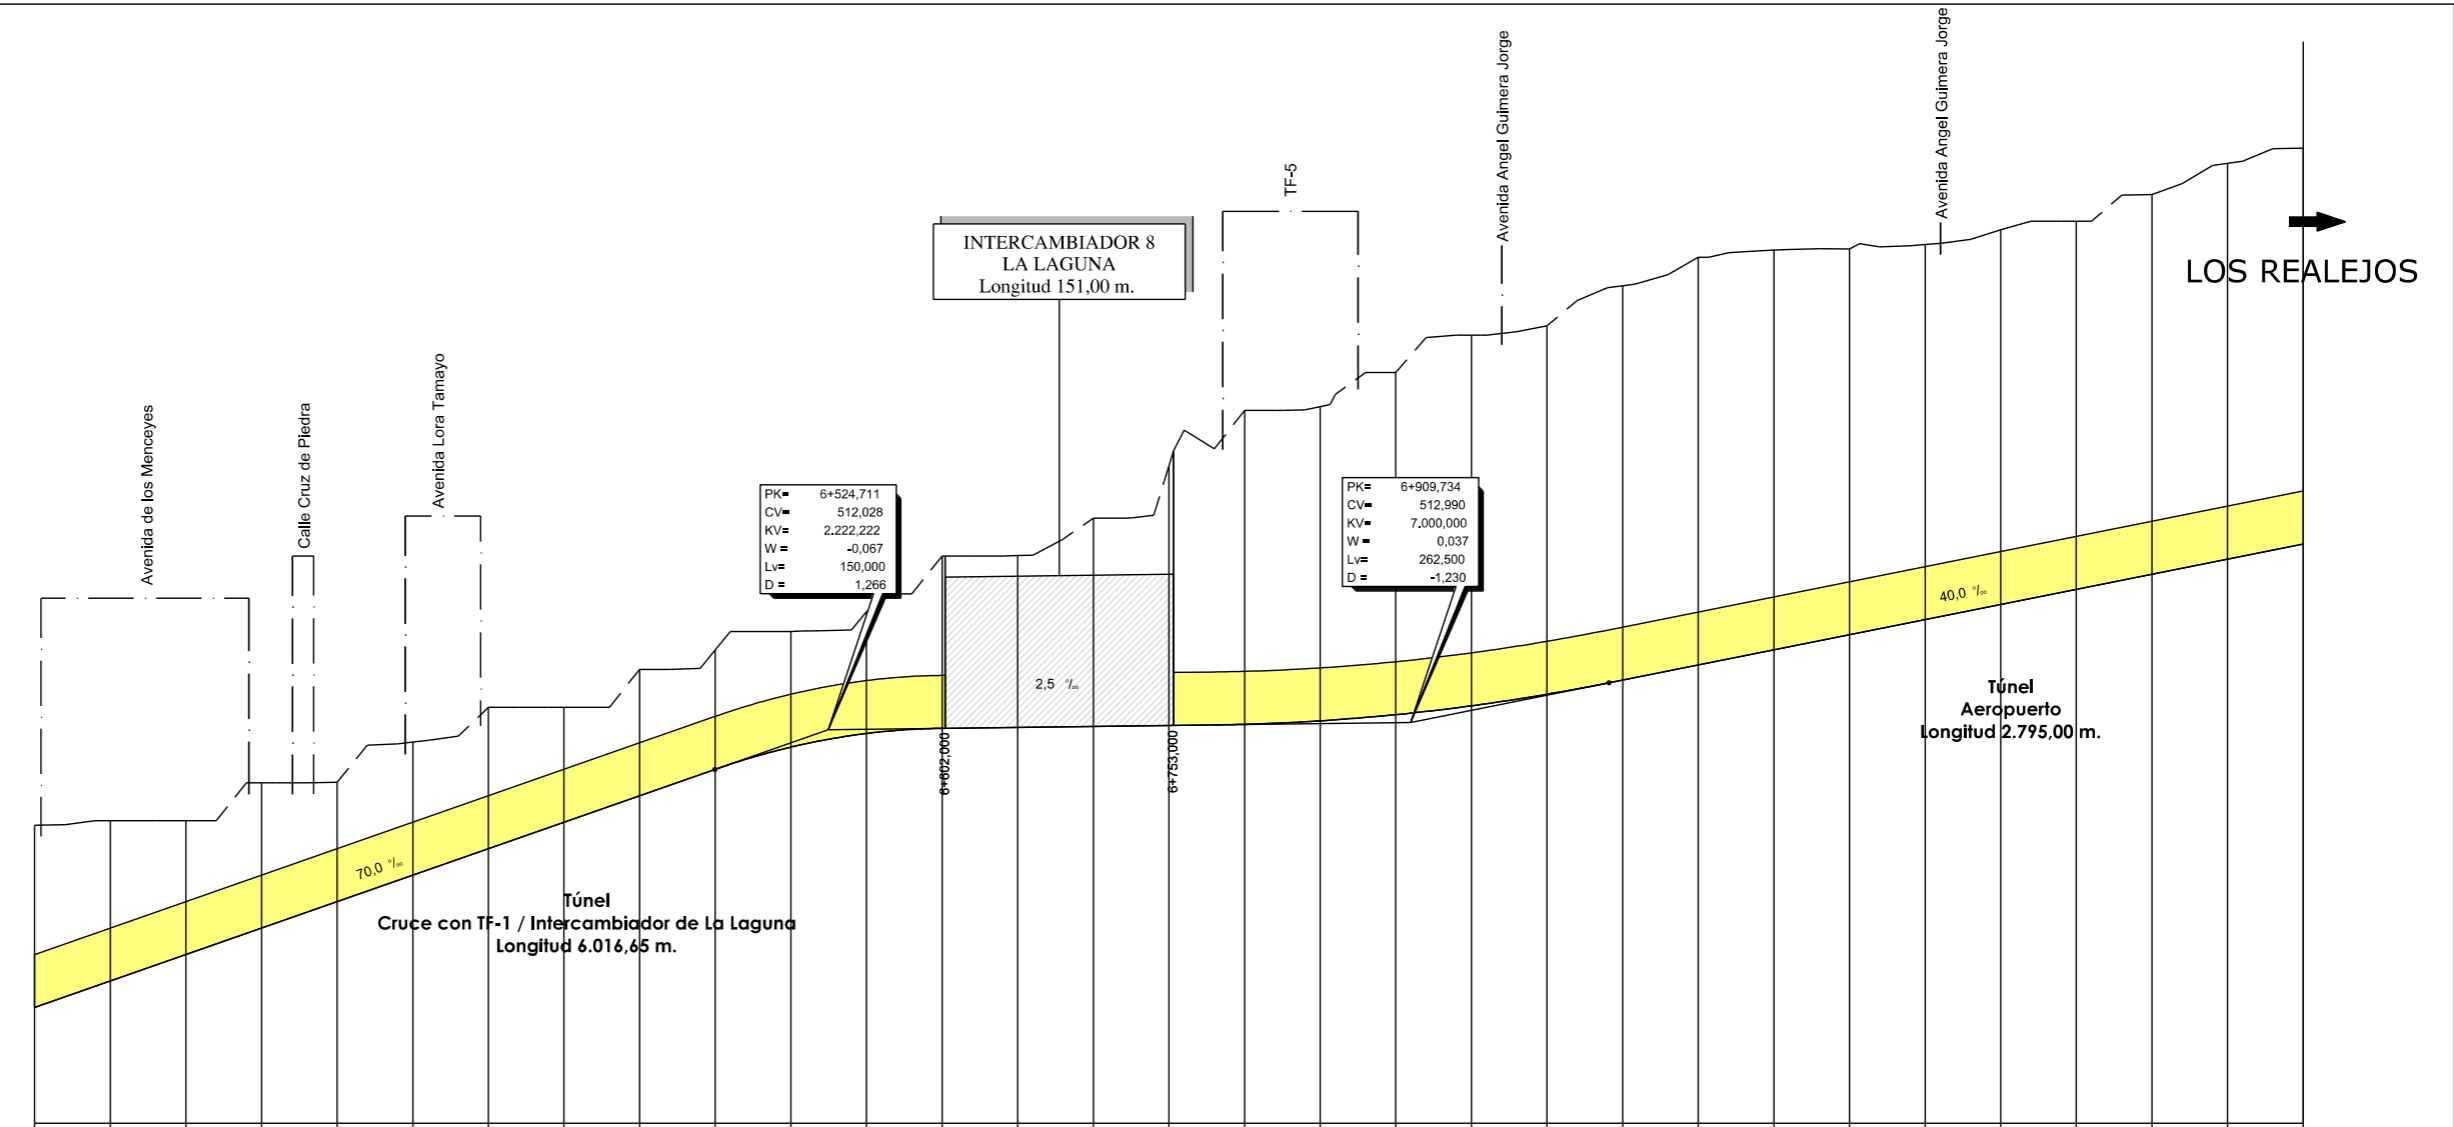 Avenida de los Menceyes
Calle Cruz de Piedra
Avenida Lora Tamayo
PK= 6+524,711
CV= 512,028
KV= 2.222,222
W = -0,067
Lv= 150,000
D = 1,266
INTERCAMBIADOR 8
LA LAGUNA
Longitud 151,00 m.
TF-5
Avenida Angel Guimera Jorge
PK= 6+909,734
CV= 512,990
KV= 7.000,000
W = 0,037
Lv= 262,500
D = -1,230
Avenida Angel Guimera Jorge
LOS REALEJOS
70,0 °/∞
2,5 °/∞
40,0 °/∞
6+602,000
6+753,000
Túnel
Cruce con TF-1 / Intercambiador de La Laguna
Longitud 6.016,65 m.
Túnel
Aeropuerto
Longitud 2.795,00 m.